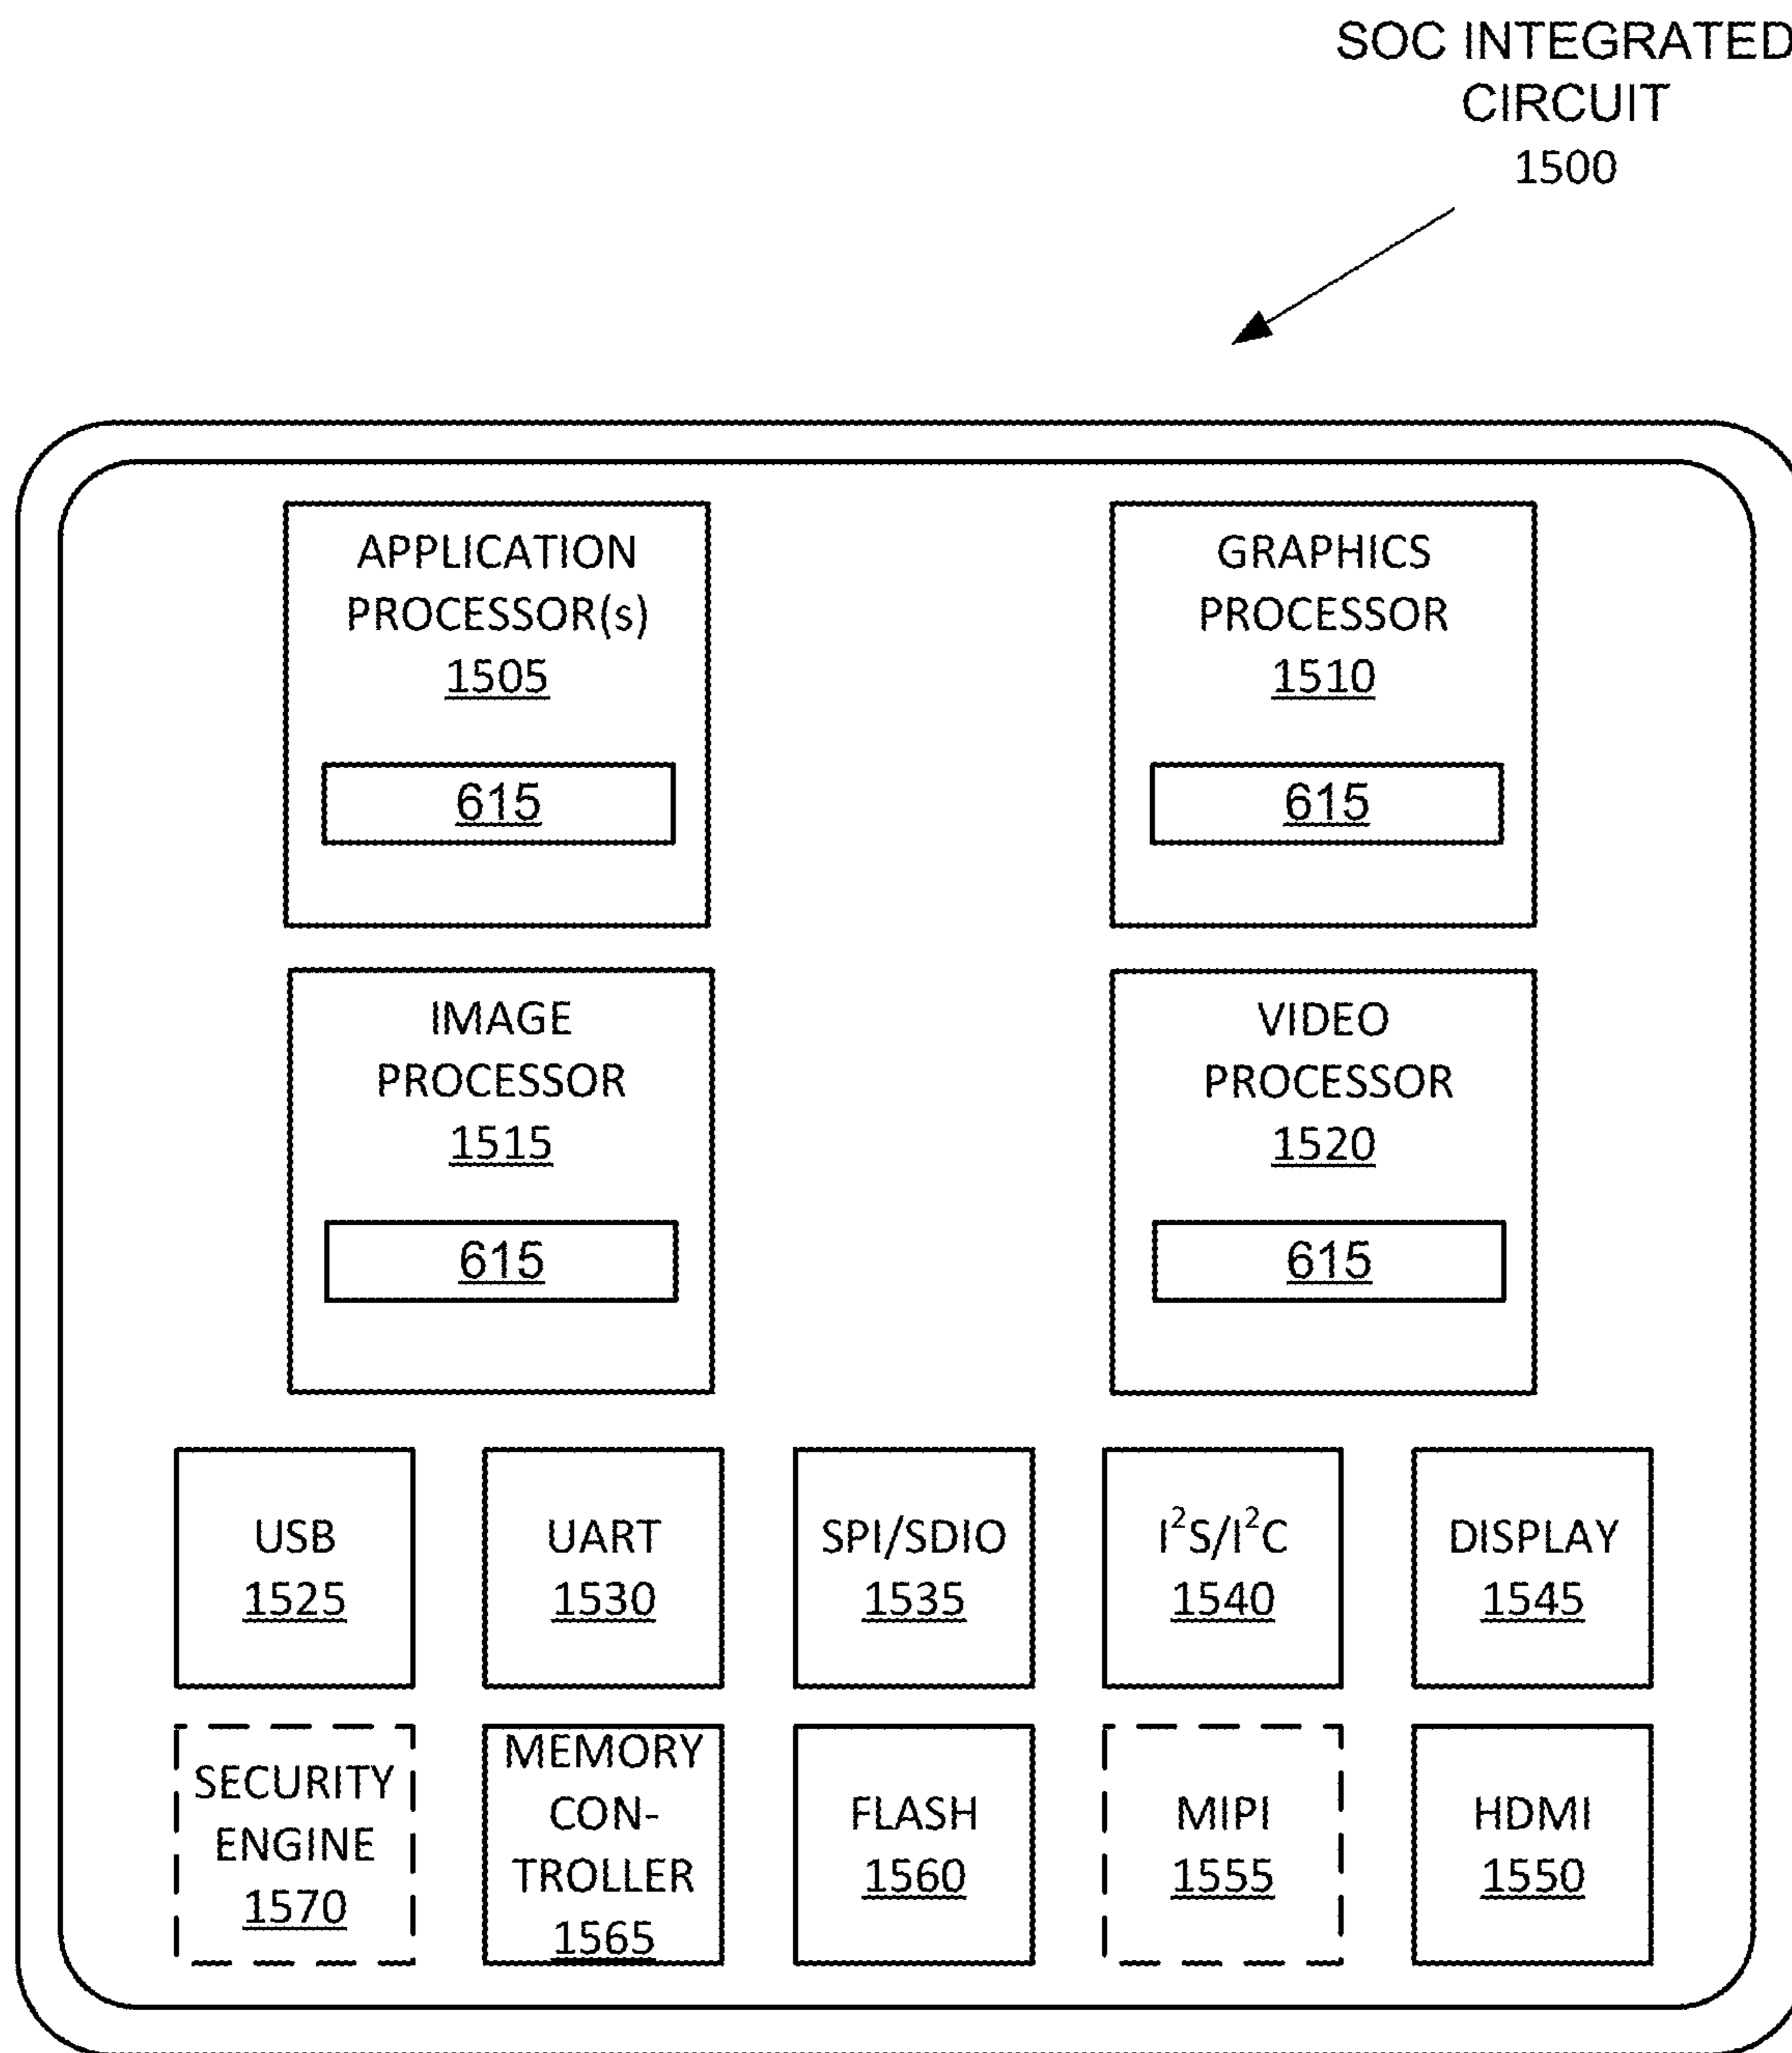 SOC INTEGRATED
CIRCUIT
1500
APPLICATION
PROCESSOR(s)
1505
615
GRAPHICS
PROCESSOR
1510
615
IMAGE
PROCESSOR
1515
615
VIDEO
PROCESSOR
1520
615
USB
1525
UART
1530
SPI/SDIO
1535
I²S/I²C
1540
DISPLAY
1545
SECURITY
ENGINE
1570
MEMORY
CON-
TROLLER
1565
FLASH
1560
MIPI
1555
HDMI
1550